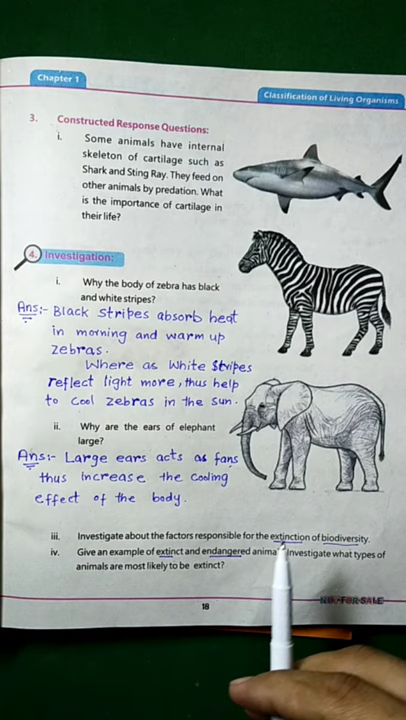 Chapter 1
Classification of Living Organisms
3. Constructed Response Questions:
i. Some animals have internal
skeleton of cartilage such as
Shark and Sting Ray. They feed on
other animals by predation. What
is the importance of cartilage in
their life?
4. Investigation:
i. Why the body of zebra has black
and white stripes?
Ans:- Black Stripes absorb heat
in morning and warm up
zebras.
Where as White Stripes
reflect light more, thus help
to cool zebras in the sun.
ii. Why are the ears of elephant
large?
Ans:- Large ears acts as fans
thus increase the cooling
effect of the body.
iii. Investigate about the factors responsible for the extinction of biodiversity.
iv. Give an example of extinct and endangered Investigate what types of
animals are most likely to be extinct?
18
FOR SALE